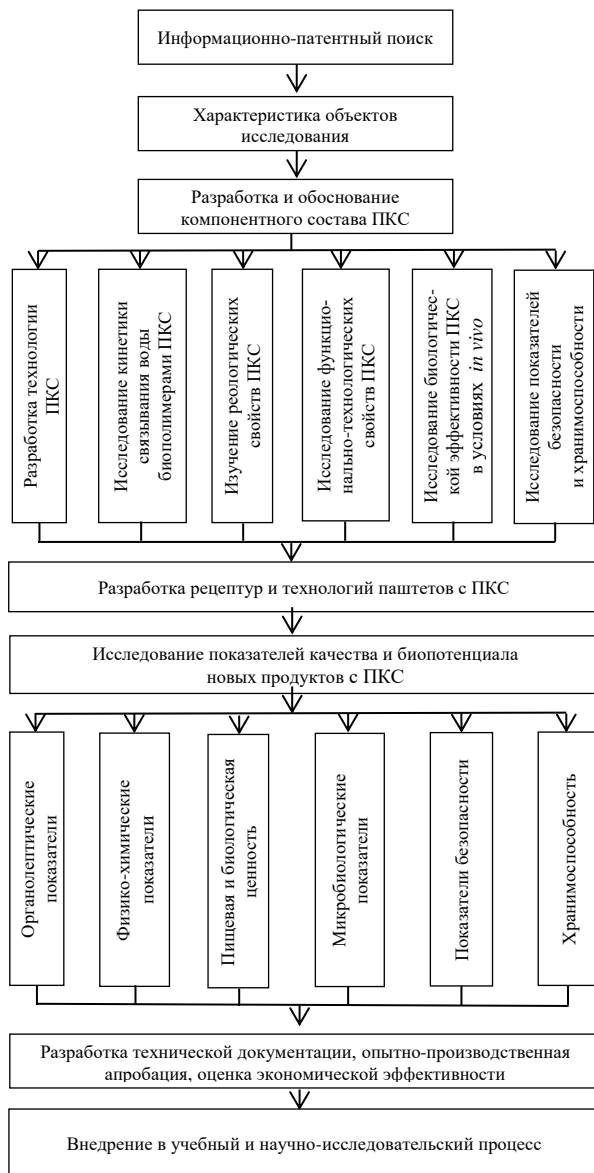 Информационно-патентный поиск
Характеристика объектов
исследования
Разработка и обоснование
компонентного состава ПКС
Разработка технологии
ПКС
Исследование кинетики
связывания воды
биополимерами ПКС
Изучение реологических
свойств ПКС
Исследование функцио-
нально-технологических
свойств ПКС
Исследование биологичес-
кой эффективности ПКС
в условиях in vivo
Исследование показателей
безопасности
и хранимоспособности
Разработка рецептур и технологий паштетов с ПКС
Исследование показателей качества и биопотенциала
новых продуктов с ПКС
Органолептические
показатели
Физико-химические
показатели
Пищевая и биологическая
ценность
Микробиологические
показатели
Показатели безопасности
Хранимоспособность
Разработка технической документации, опытно-производственная
апробация, оценка экономической эффективности
Внедрение в учебный и научно-исследовательский процесс